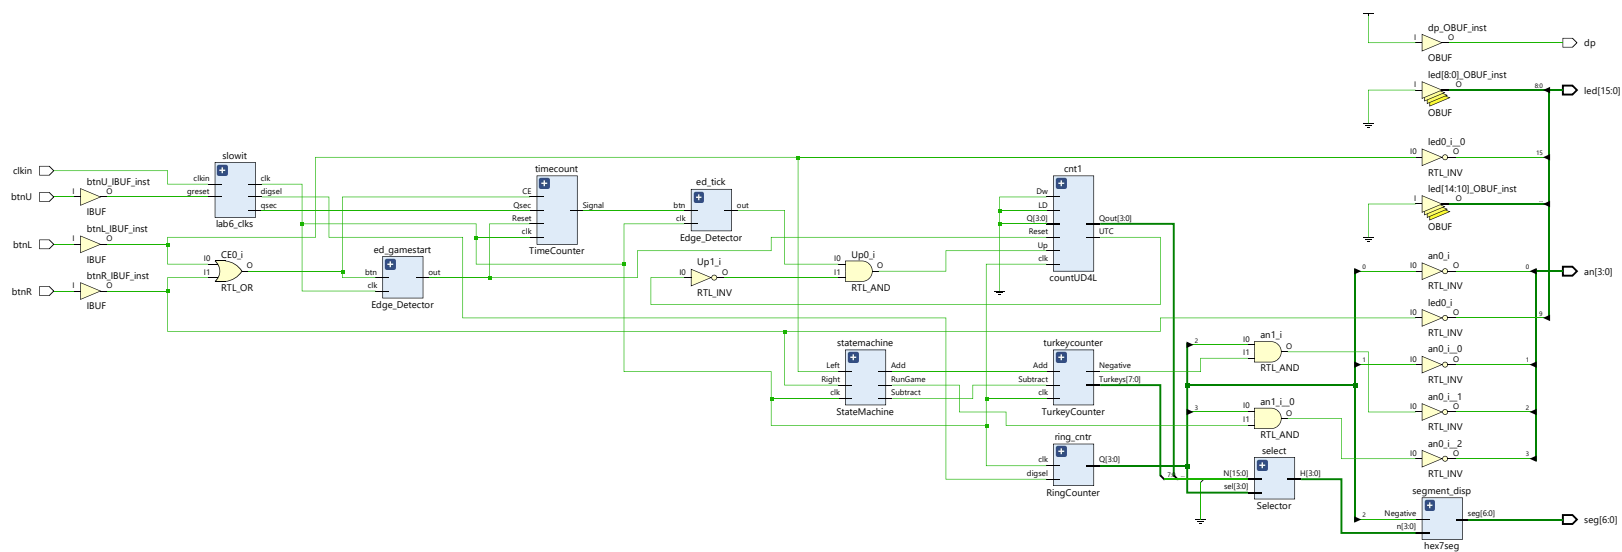 dp_OBUF_inst
I O
dp
OBUF
led[8:0]_OBUF_inst
I O
8:0
led[15:0]
OBUF
led0_i__0
I0 O
15
RTL_INV
led[14:10]_OBUF_inst
I O
OBUF
slowit
clkin
clkin clk
btnU
btnU_IBUF_inst
I O
IBUF
greset digsel
qsec
lab6_clks
btnL
btnL_IBUF_inst
I O
IBUF
btnR
btnR_IBUF_inst
I O
IBUF
CE0_i
I0 O
I1
RTL_OR
ed_gamestart
btn out
clk
Edge_Detector
timecount
CE
Qsec Signal
Reset
clk
TimeCounter
ed_tick
btn out
clk
Edge_Detector
Up1_i
I0 O
RTL_INV
Up0_i
I0 O
I1
RTL_AND
cnt1
Dw
LD
Q[3:0] Qout[3:0]
Reset UTC
Up
clk
countUD4L
statemachine
Left Add
Right RunGame
clk Subtract
StateMachine
turkeycounter
Add Negative
Subtract Turkeys[7:0]
clk
TurkeyCounter
ring_cntr
clk Q[3:0]
digsel
RingCounter
an1_i
2 I0 O
I1
RTL_AND
an1_i__0
3 I0 O
I1
RTL_AND
select
N[15:0] H[3:0]
sel[3:0]
Selector
an0_i
0 I0 O 0
an[3:0]
RTL_INV
led0_i
I0 O 9
RTL_INV
an0_i__0
1 I0 O 1
RTL_INV
an0_i__1
I0 O 2
RTL_INV
an0_i__2
I0 O 3
RTL_INV
segment_disp
2 Negative seg[6:0]
seg[6:0]
n[3:0]
hex7seg